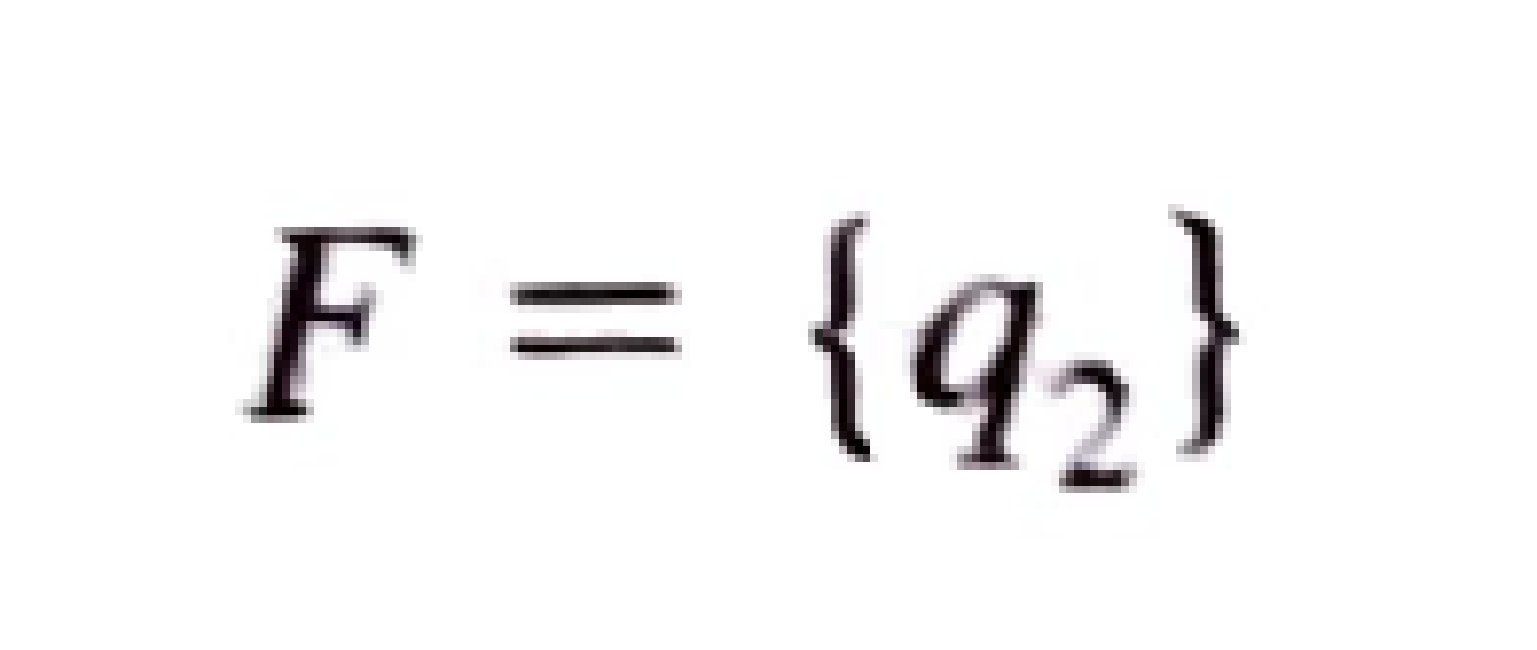 F = {q₂}